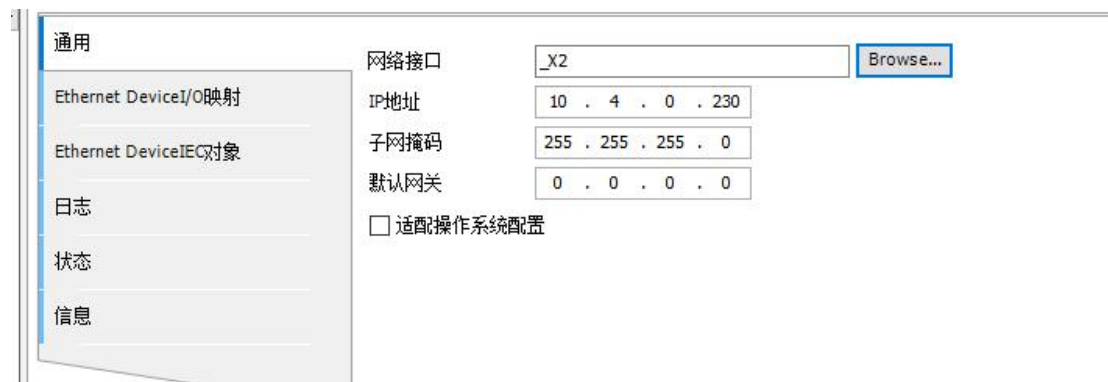 通用
网络接口 _X2 Browse...
Ethernet DeviceI/O映射
IP地址 10 . 4 . 0 . 230
子网掩码 255 . 255 . 255 . 0
Ethernet DeviceIEC对象
默认网关 0 . 0 . 0 . 0
日志
适配操作系统配置
状态
信息